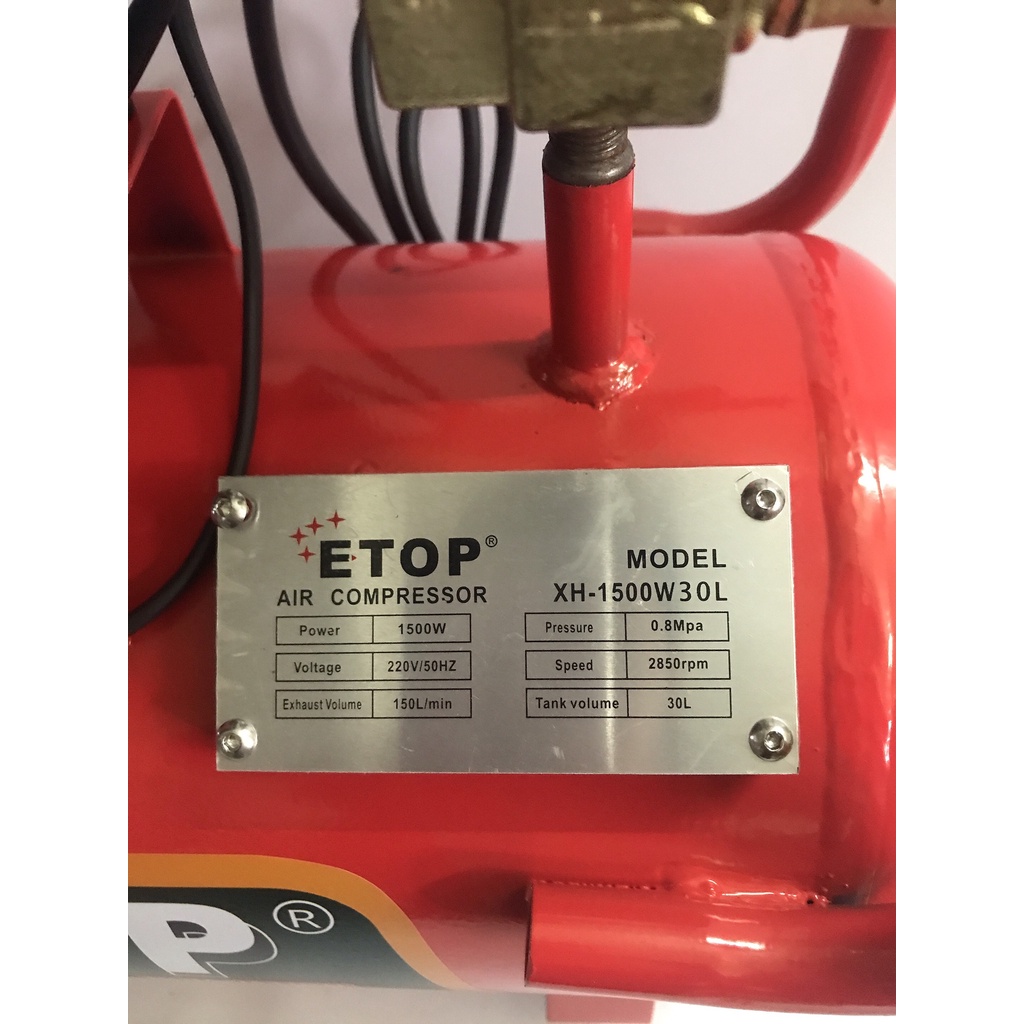 ETOP®
AIR COMPRESSOR
MODEL
XH-1500W30L
Power 1500W
Voltage 220V/50HZ
Exhaust Volume 150L/min
Pressure 0.8Mpa
Speed 2850rpm
Tank volume 30L
P®